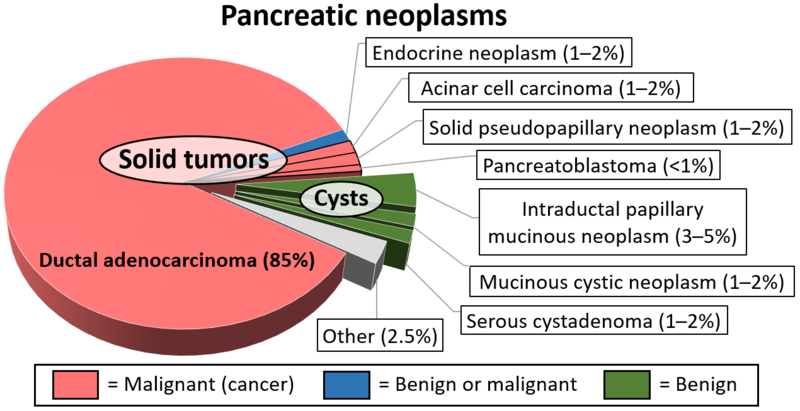 Pancreatic neoplasms
Endocrine neoplasm (1–2%)
Acinar cell carcinoma (1–2%)
Solid pseudopapillary neoplasm (1–2%)
Pancreatoblastoma (<1%)
Solid tumors
Cysts
Intraductal papillary
mucinous neoplasm (3–5%)
Ductal adenocarcinoma (85%)
Mucinous cystic neoplasm (1–2%)
Serous cystadenoma (1–2%)
Other (2.5%)
= Malignant (cancer)
= Benign or malignant
= Benign